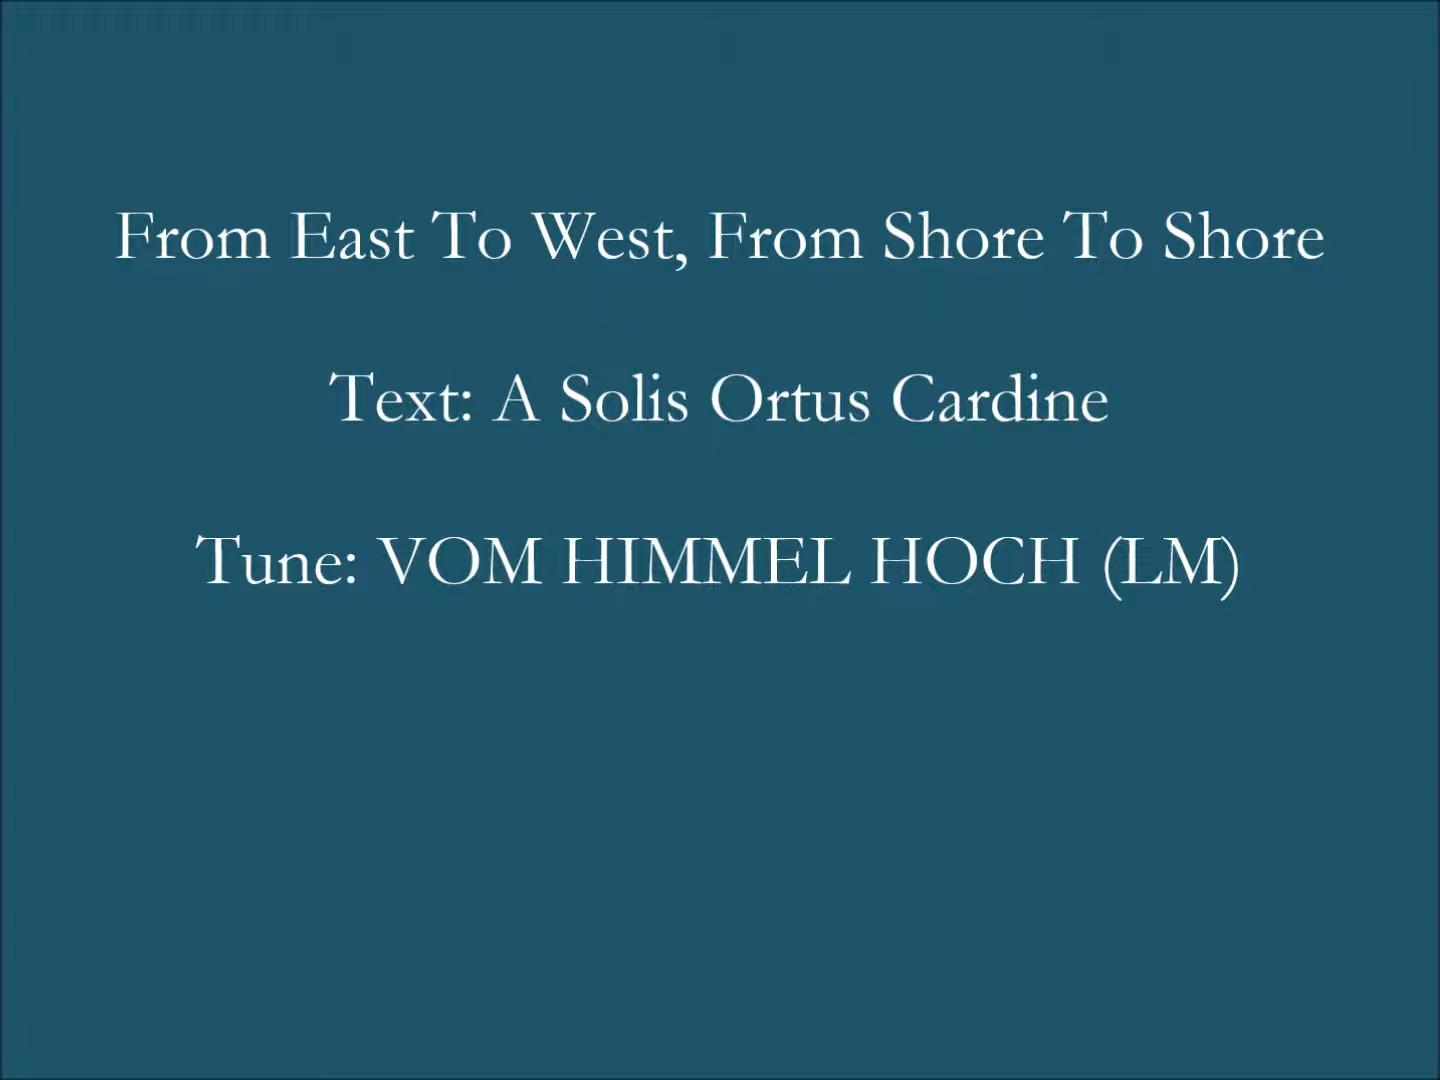 From East To West, From Shore To Shore
Text: A Solis Ortus Cardine
Tune: VOM HIMMEL HOCH (LM)